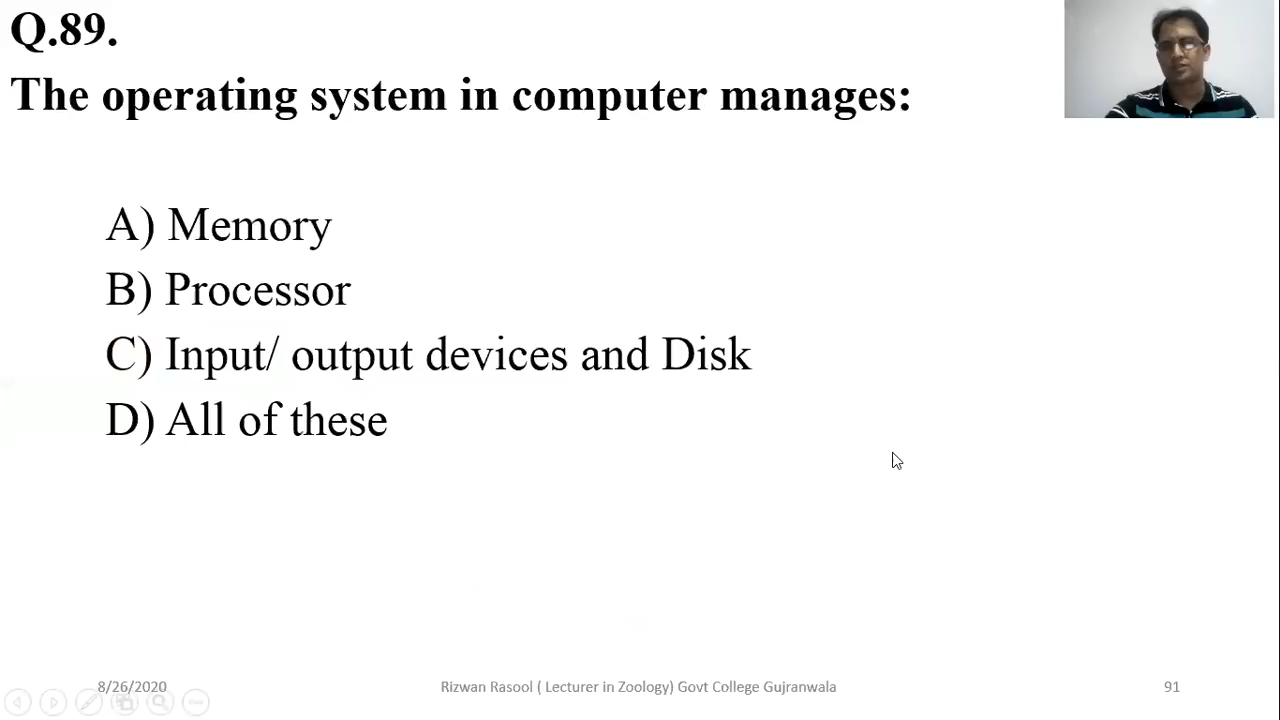 Q.89.
The operating system in computer manages:
A) Memory
B) Processor
C) Input/ output devices and Disk
D) All of these
8/26/2020
Rizwan Rasool ( Lecturer in Zoology) Govt College Gujranwala
91